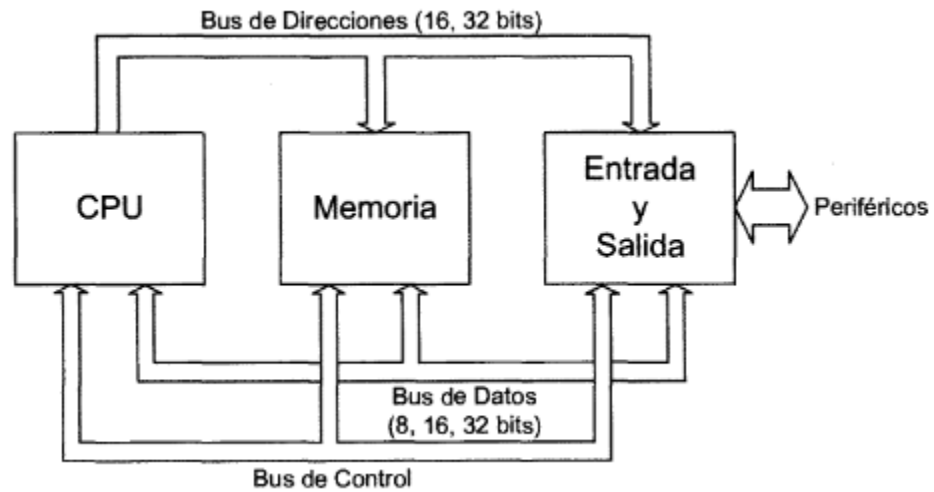 Bus de Direcciones (16, 32 bits)
CPU
Memoria
Entrada
y
Salida
Periféricos
Bus de Datos
(8, 16, 32 bits)
Bus de Control